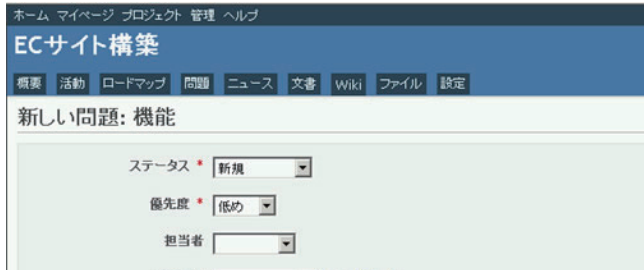 ホーム マイページ プロジェクト 管理 ヘルプ
ECサイト構築
概要 活動 ロードマップ 問題 ニュース 文書 Wiki ファイル 設定
新しい問題: 機能
ステータス * 新規
優先度 * 低め
担当者